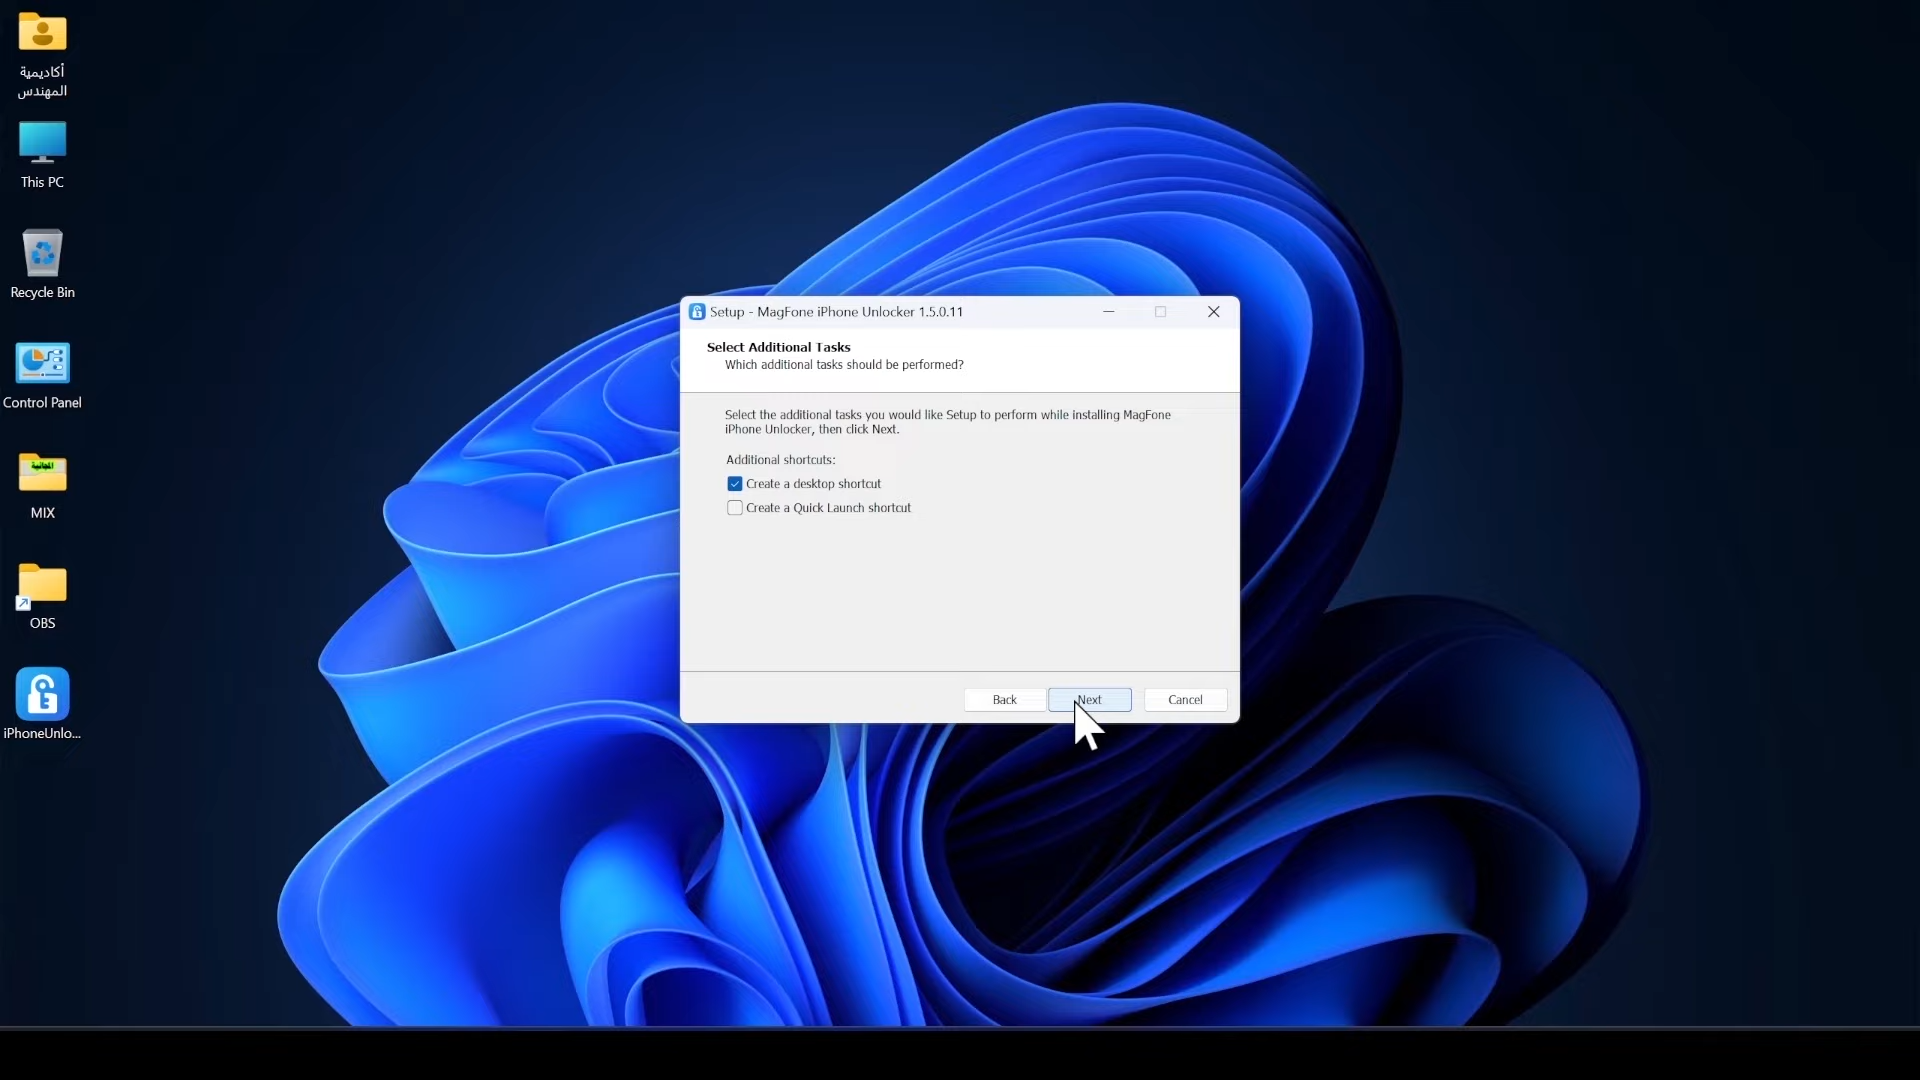 أكاديمية
المهندس
This PC
Recycle Bin
Control Panel
المجانية
MIX
OBS
iPhoneUnlo...
Setup - MagFone iPhone Unlocker 1.5.0.11
Select Additional Tasks
Which additional tasks should be performed?
Select the additional tasks you would like Setup to perform while installing MagFone
iPhone Unlocker, then click Next.
Additional shortcuts:
Create a desktop shortcut
Create a Quick Launch shortcut
Back
Next
Cancel